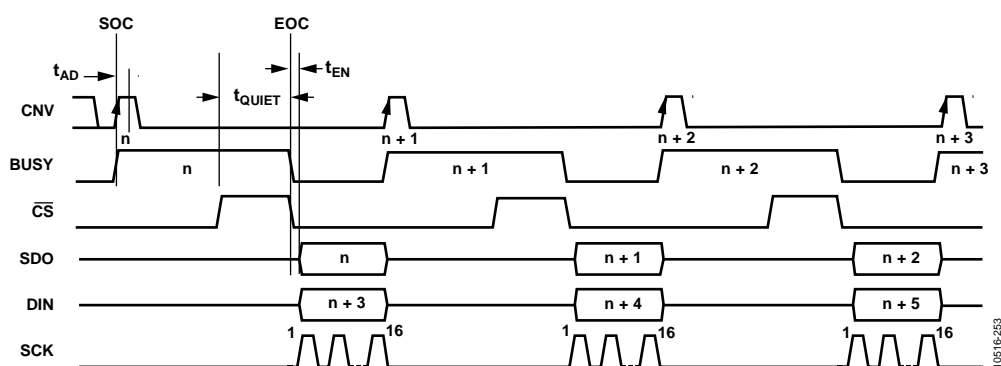 SOC EOC
tAD tQUIET tEN
CNV n n + 1 n + 2 n + 3
BUSY n n + 1 n + 2 n + 3
CS
SDO n n + 1 n + 2
DIN n + 3 n + 4 n + 5
SCK 1 16 1 16 1 16
10516-253